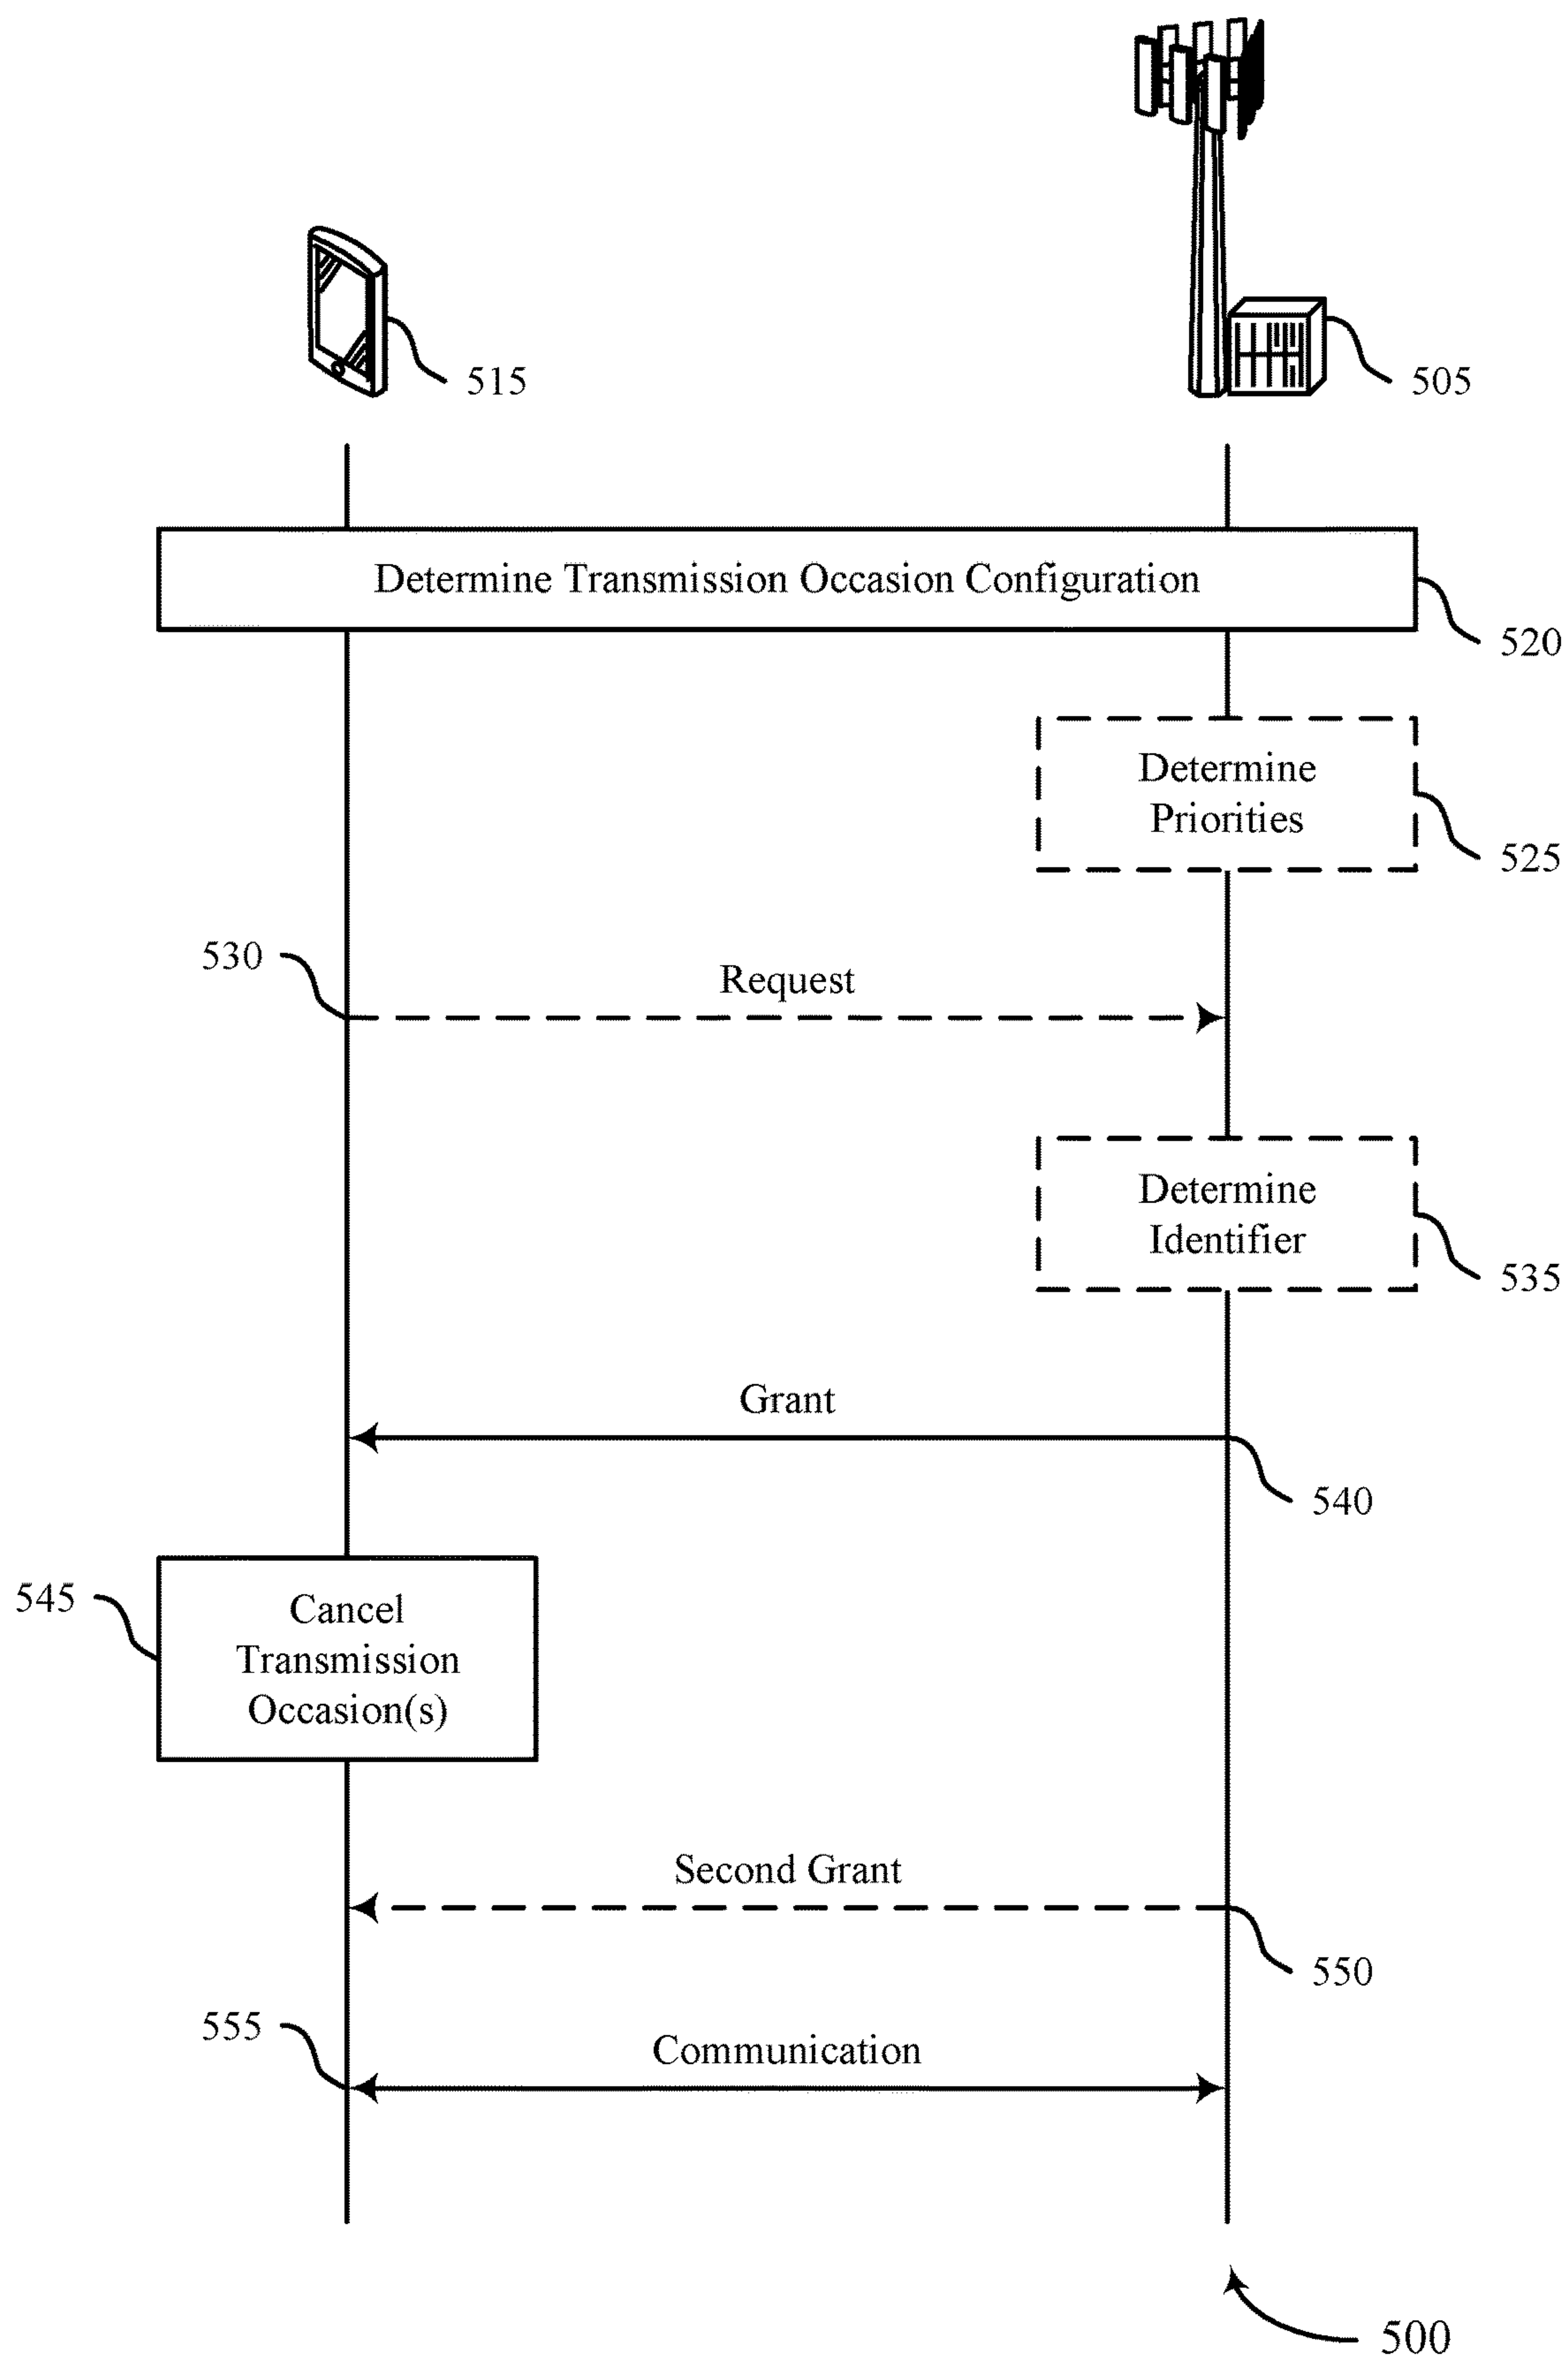 515
505
Determine Transmission Occasion Configuration
520
Determine
Priorities
525
530
Request
Determine
Identifier
535
Grant
540
545
Cancel
Transmission
Occasion(s)
Second Grant
550
555
Communication
500